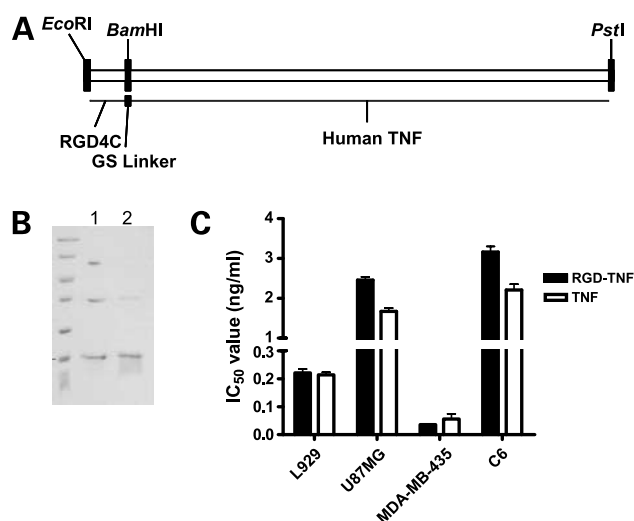 A
EcoRI
BamHI
PstI
RGD4C
GS Linker
Human TNF
B
1 2
C
IC50 value (ng/ml)
4
3
2
1
0.3
0.2
0.1
0.0
L929
U87MG
MDA-MB-435
C6
RGD-TNF
TNF